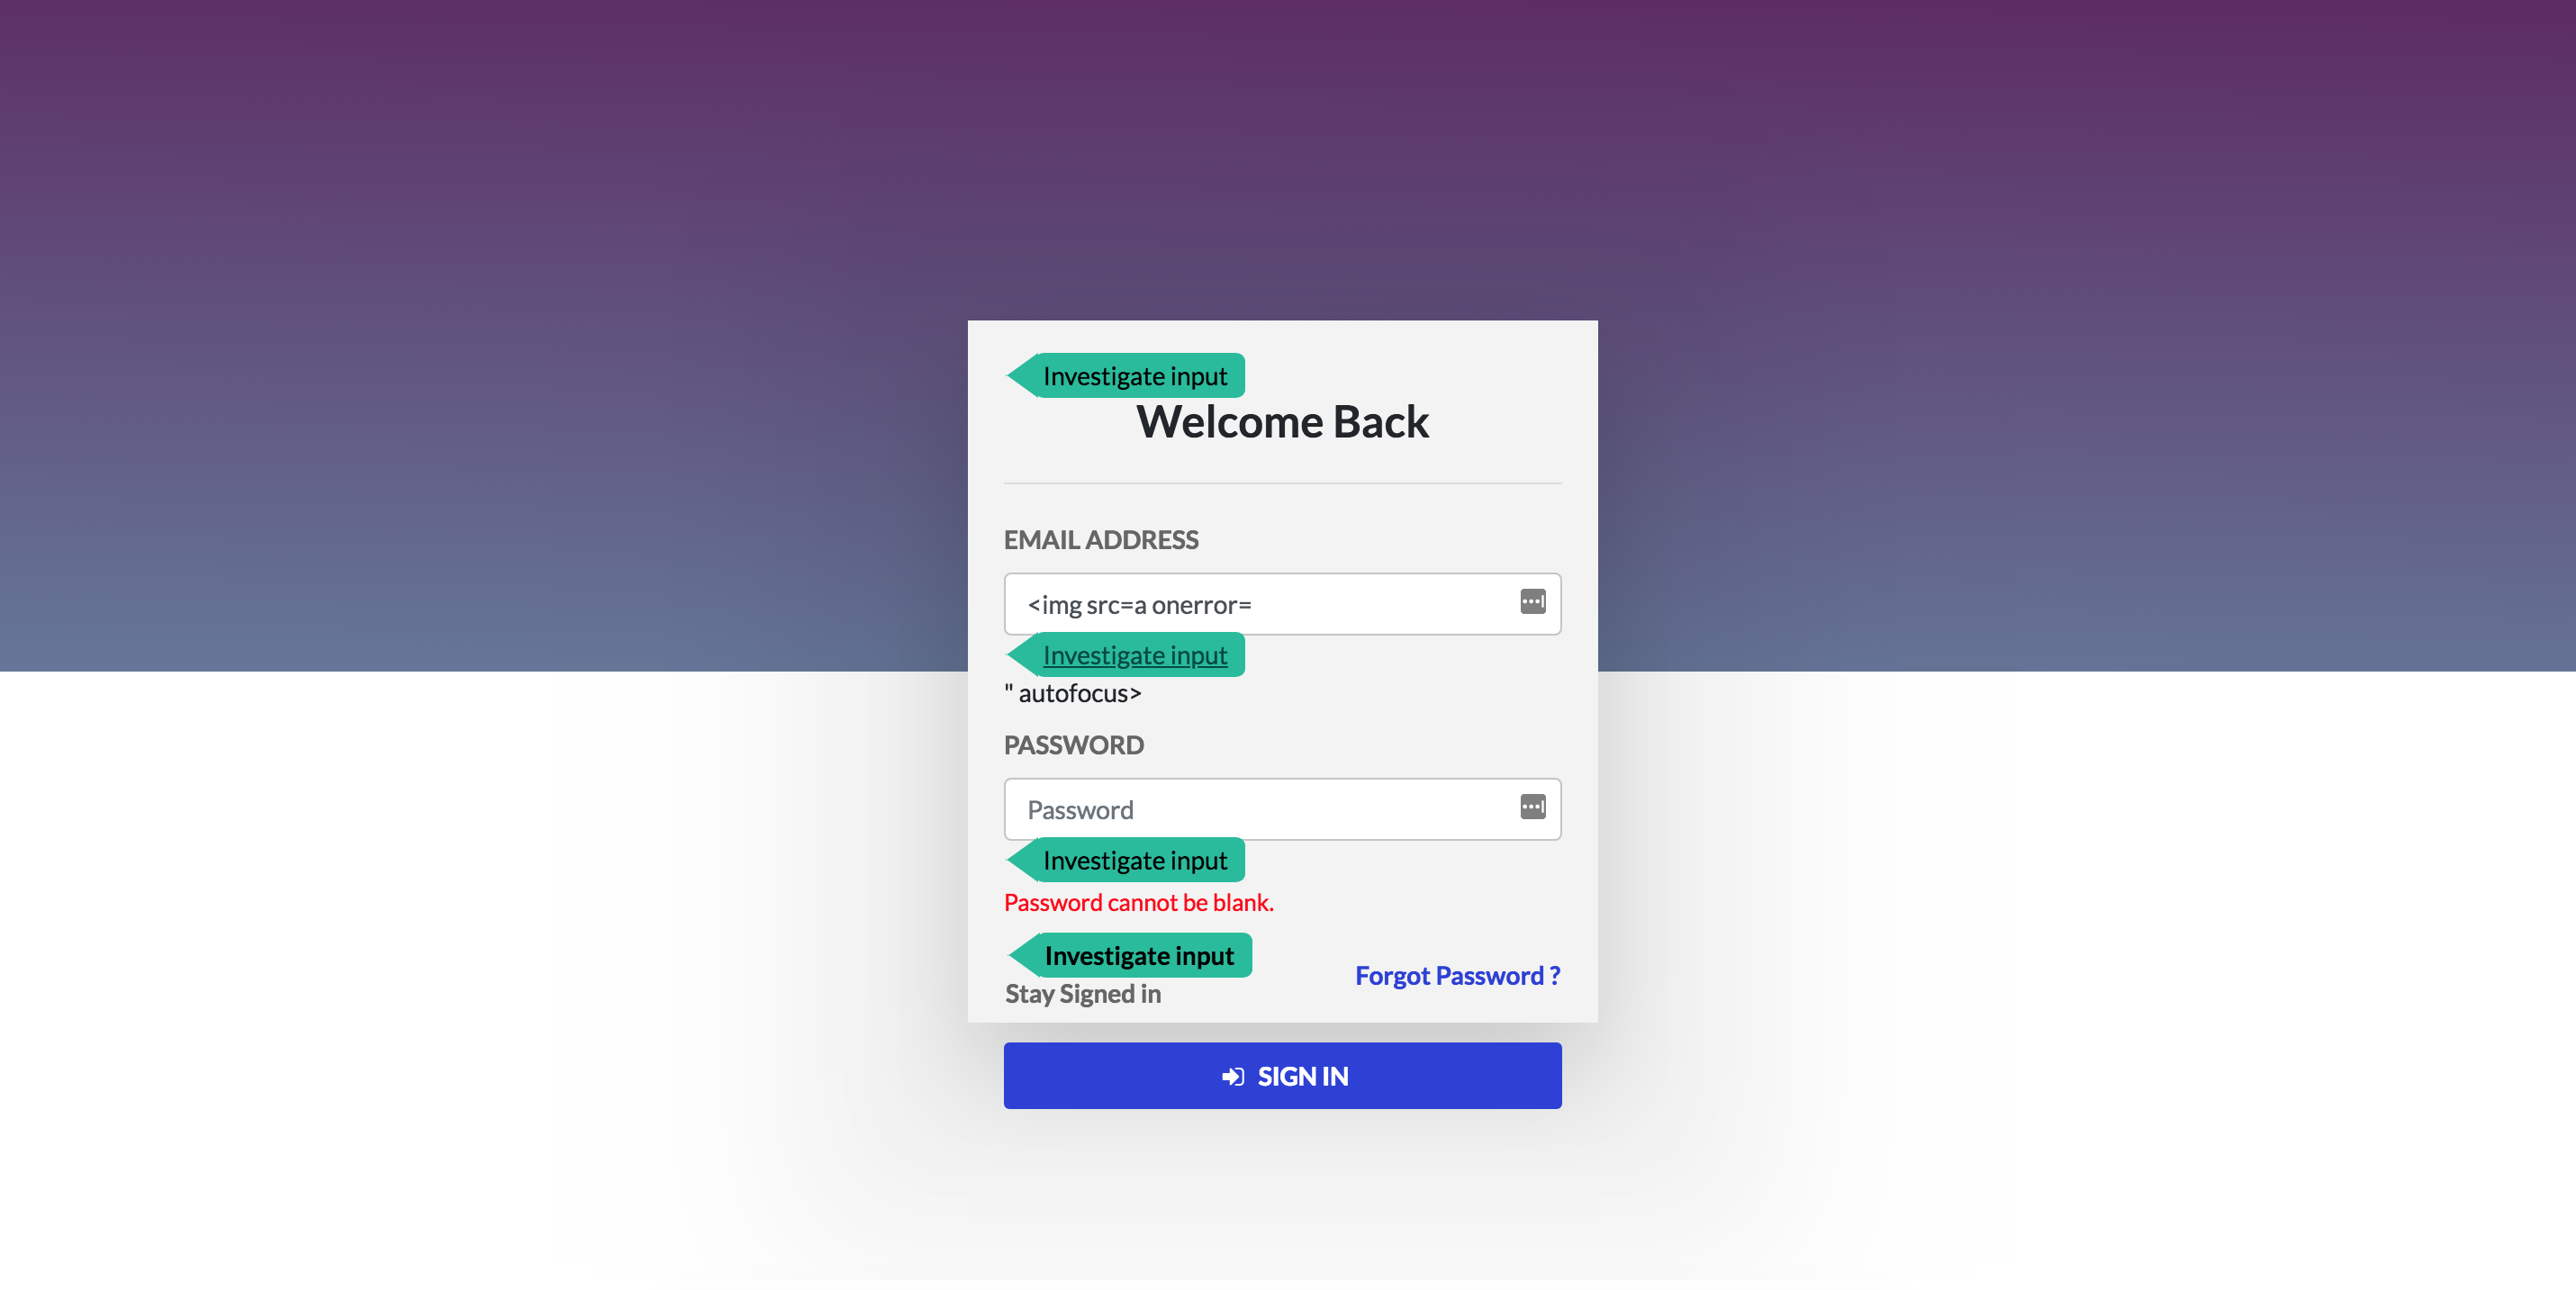 Investigate input
Welcome Back
EMAIL ADDRESS
<img src=a onerror=
Investigate input
" autofocus>
PASSWORD
Password
Investigate input
Password cannot be blank.
Investigate input
Forgot Password ?
Stay Signed in
SIGN IN